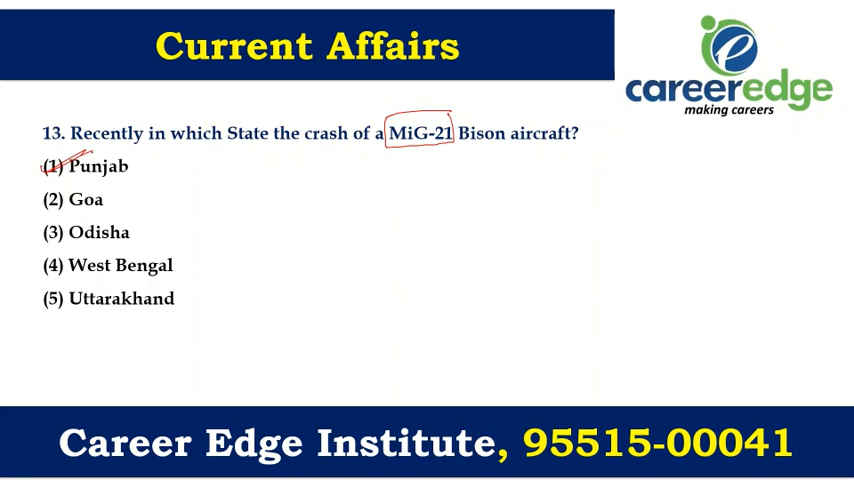 Current Affairs
careeredge
making careers
13. Recently in which State the crash of a MiG-21 Bison aircraft?
(1) Punjab
(2) Goa
(3) Odisha
(4) West Bengal
(5) Uttarakhand
Career Edge Institute, 95515-00041